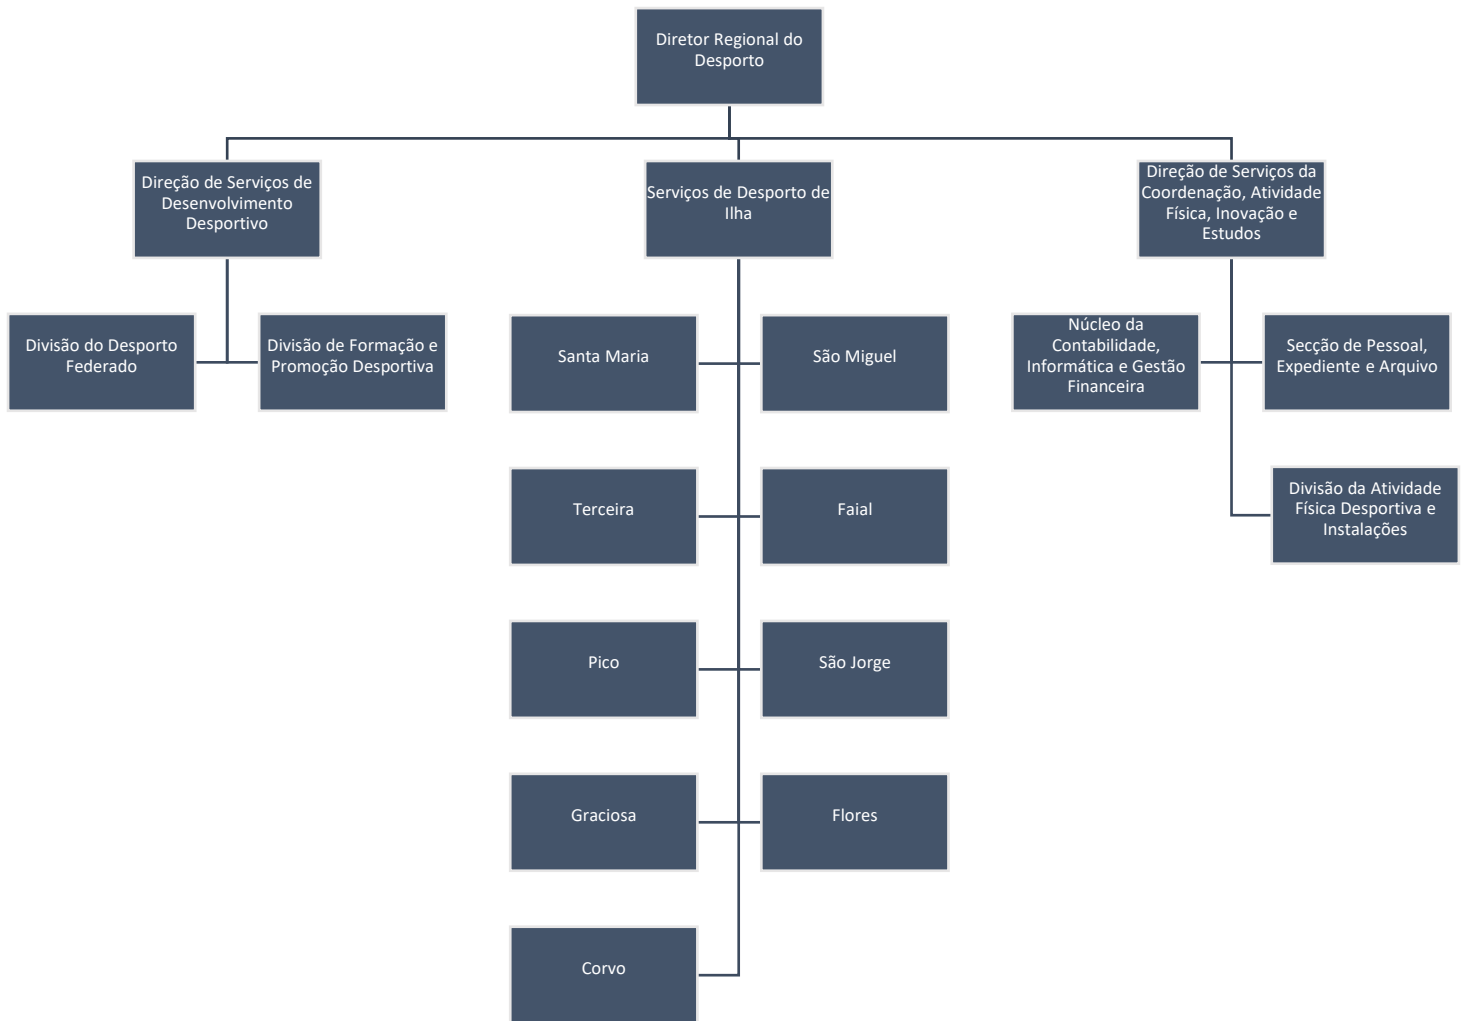 Diretor Regional do
Desporto
Direção de Serviços de
Desenvolvimento
Desportivo
Serviços de Desporto de
Ilha
Direção de Serviços da
Coordenação, Atividade
Física, Inovação e
Estudos
Divisão do Desporto
Federado
Divisão de Formação e
Promoção Desportiva
Santa Maria
São Miguel
Núcleo da
Contabilidade,
Informática e Gestão
Financeira
Secção de Pessoal,
Expediente e Arquivo
Terceira
Faial
Divisão da Atividade
Física Desportiva e
Instalações
Pico
São Jorge
Graciosa
Flores
Corvo